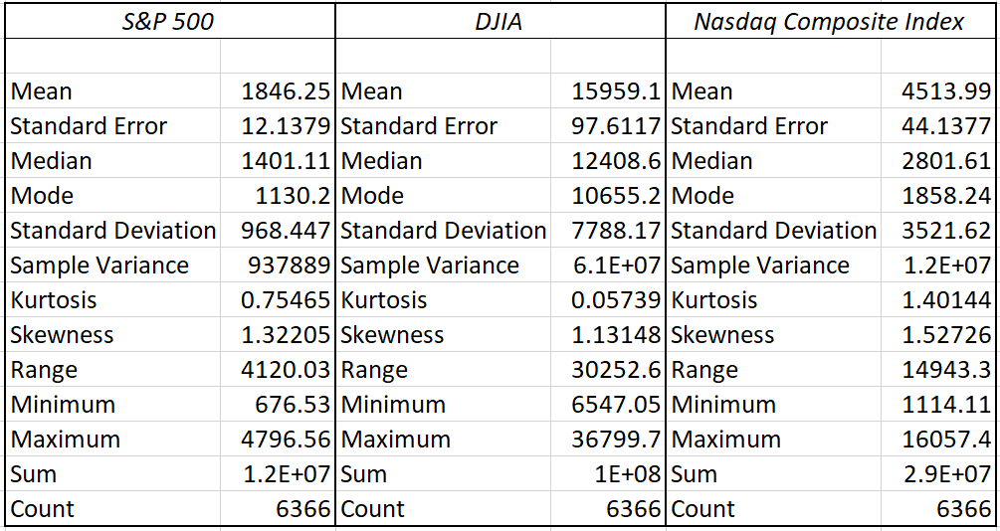 S&P 500 DJIA Nasdaq Composite Index
Mean 1846.25 Mean 15959.1 Mean 4513.99
Standard Error 12.1379 Standard Error 97.6117 Standard Error 44.1377
Median 1401.11 Median 12408.6 Median 2801.61
Mode 1130.2 Mode 10655.2 Mode 1858.24
Standard Deviation 968.447 Standard Deviation 7788.17 Standard Deviation 3521.62
Sample Variance 937889 Sample Variance 6.1E+07 Sample Variance 1.2E+07
Kurtosis 0.75465 Kurtosis 0.05739 Kurtosis 1.40144
Skewness 1.32205 Skewness 1.13148 Skewness 1.52726
Range 4120.03 Range 30252.6 Range 14943.3
Minimum 676.53 Minimum 6547.05 Minimum 1114.11
Maximum 4796.56 Maximum 36799.7 Maximum 16057.4
Sum 1.2E+07 Sum 1E+08 Sum 2.9E+07
Count 6366 Count 6366 Count 6366